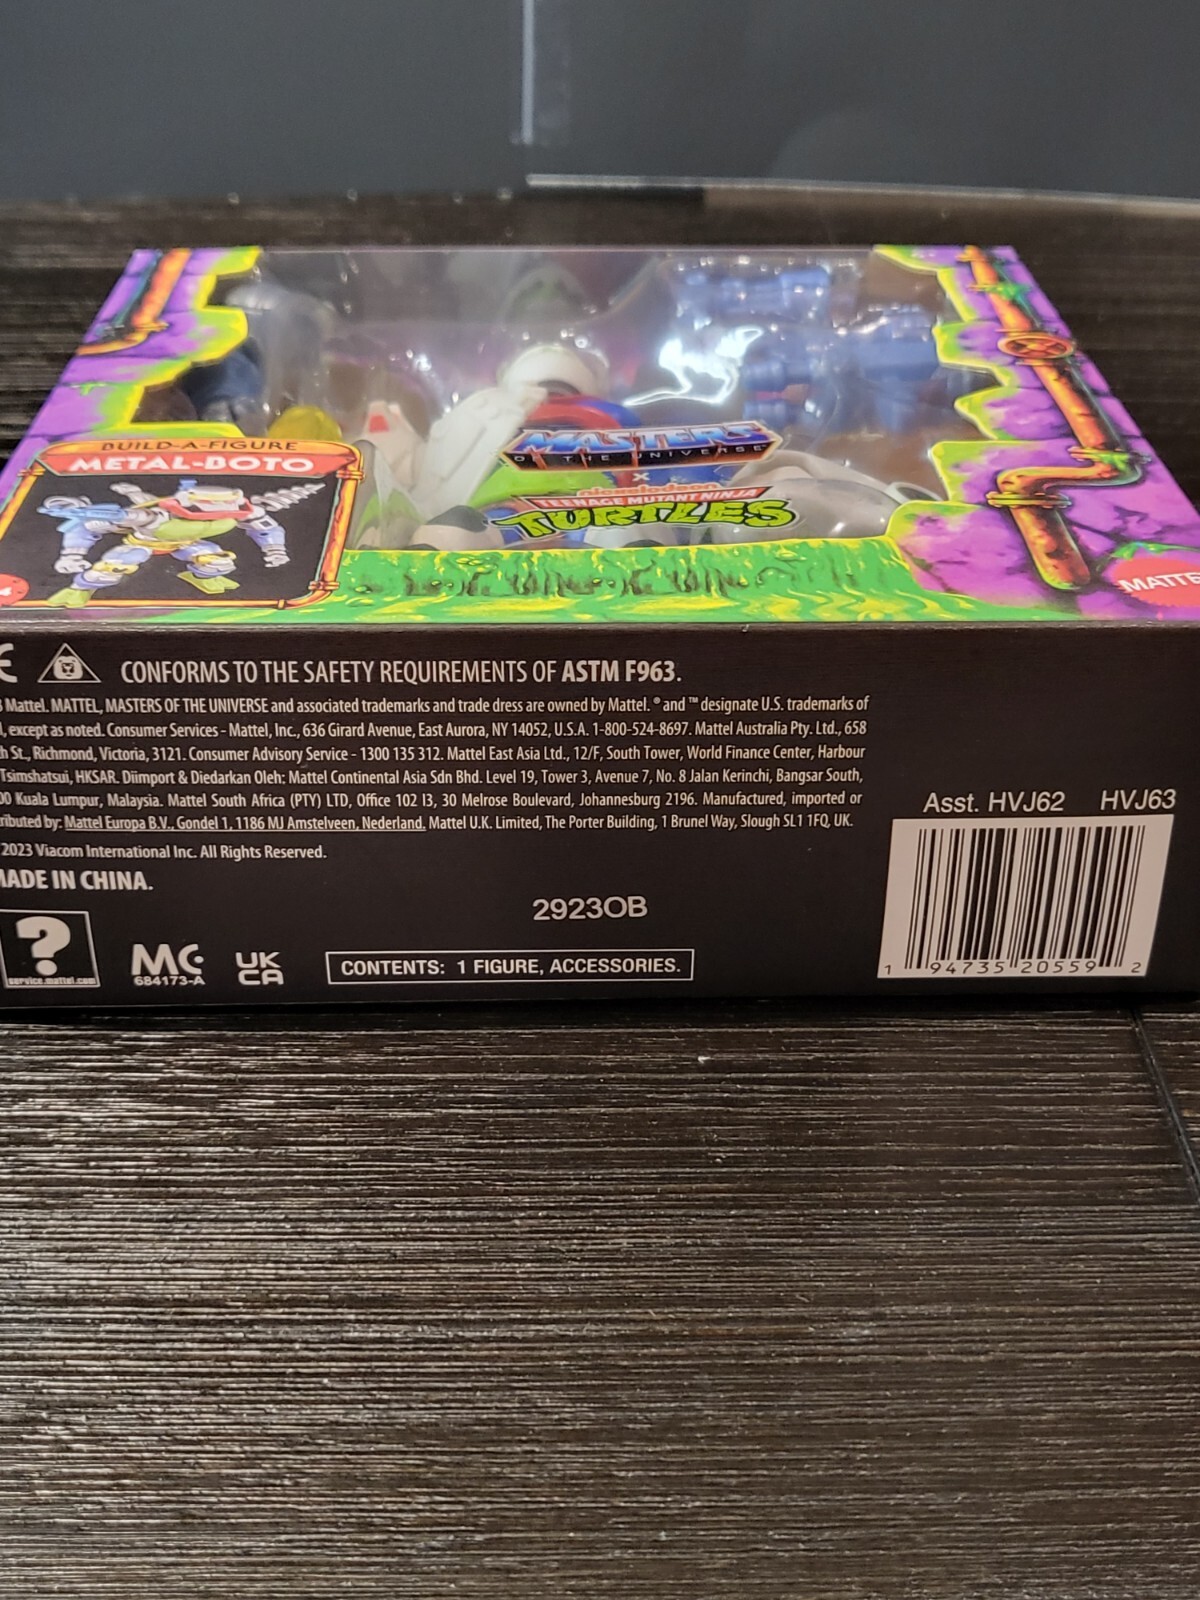 BUILD-A-FIGURE
METAL-BOTO
MASTERS
OF THE UNIVERSE
X
nickelodeon
TEENAGE MUTANT NINJA
TURTLES
MATTEL
CONFORMS TO THE SAFETY REQUIREMENTS OF ASTM F963.
Mattel. MATTEL, MASTERS OF THE UNIVERSE and associated trademarks and trade dress are owned by Mattel. ® and ™ designate U.S. trademarks of
, except as noted. Consumer Services - Mattel, Inc., 636 Girard Avenue, East Aurora, NY 14052, U.S.A. 1-800-524-8697. Mattel Australia Pty. Ltd., 658
St., Richmond, Victoria, 3121. Consumer Advisory Service - 1300 135 312. Mattel East Asia Ltd., 12/F, South Tower, World Finance Center, Harbour
Tsimshatsui, HKSAR. Diimport & Diedarkan Oleh: Mattel Continental Asia Sdn Bhd. Level 19, Tower 3, Avenue 7, No. 8 Jalan Kerinchi, Bangsar South,
00 Kuala Lumpur, Malaysia. Mattel South Africa (PTY) LTD, Office 102 I3, 30 Melrose Boulevard, Johannesburg 2196. Manufactured, imported or
ributed by: Mattel Europa B.V., Gondel 1, 1186 MJ Amstelveen, Nederland. Mattel U.K. Limited, The Porter Building, 1 Brunel Way, Slough SL1 1FQ, UK.
2023 Viacom International Inc. All Rights Reserved.
MADE IN CHINA.
Asst. HVJ62 HVJ63
2923OB
?
service.mattel.com
MC
684173-A
UK
CA
CONTENTS: 1 FIGURE, ACCESSORIES.
1 94735 20559 2